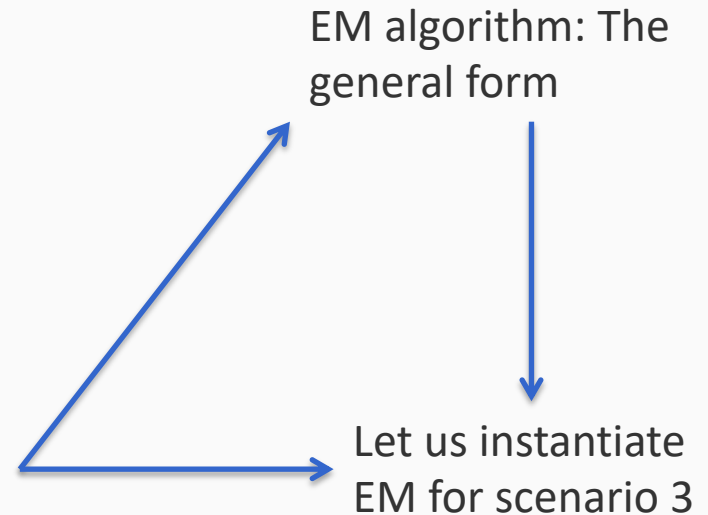 EM algorithm: The
general form
Let us instantiate
EM for scenario 3